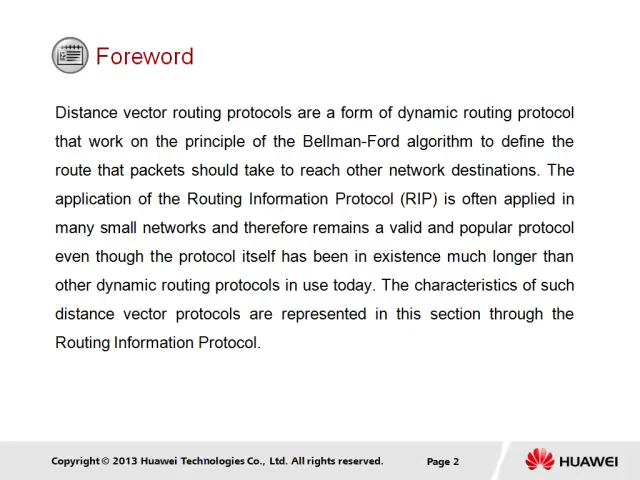 Foreword
Distance vector routing protocols are a form of dynamic routing protocol
that work on the principle of the Bellman-Ford algorithm to define the
route that packets should take to reach other network destinations. The
application of the Routing Information Protocol (RIP) is often applied in
many small networks and therefore remains a valid and popular protocol
even though the protocol itself has been in existence much longer than
other dynamic routing protocols in use today. The characteristics of such
distance vector protocols are represented in this section through the
Routing Information Protocol.
Copyright © 2013 Huawei Technologies Co., Ltd. All rights reserved.
Page 2
HUAWEI